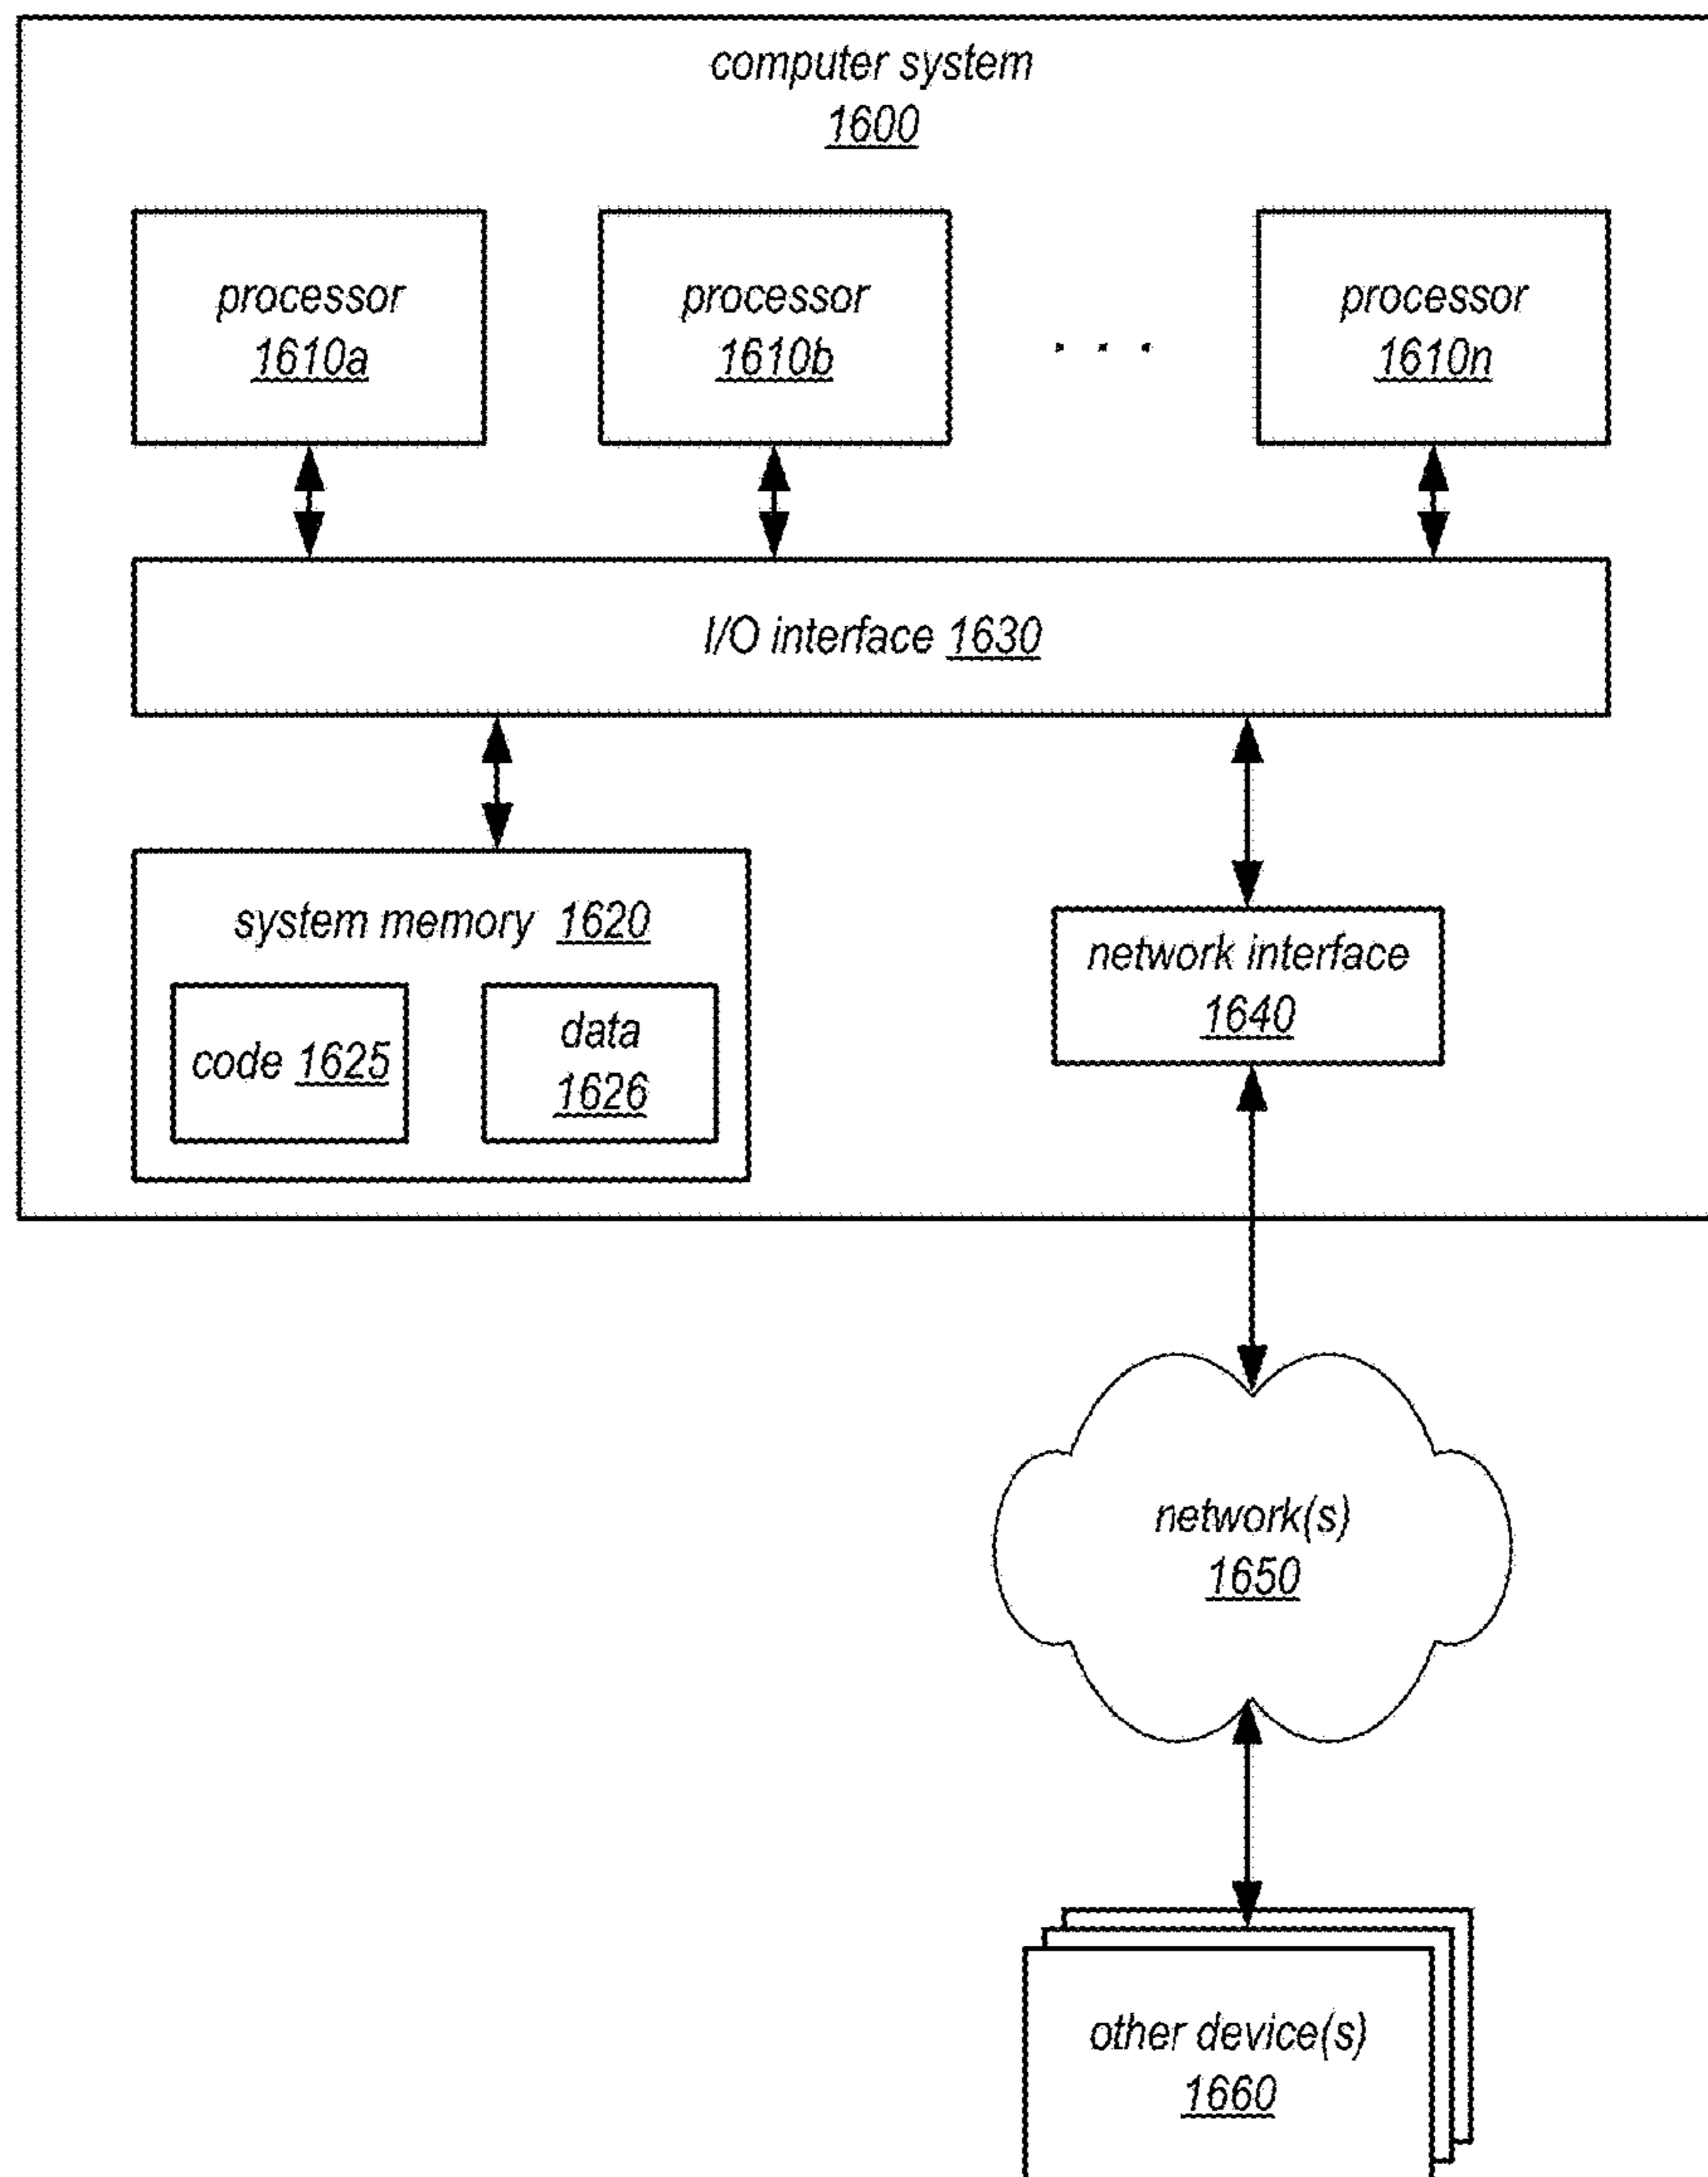 computer system
1600
processor
1610a
processor
1610b
. . .
processor
1610n
I/O interface 1630
system memory 1620
code 1625
data
1626
network interface
1640
network(s)
1650
other device(s)
1660